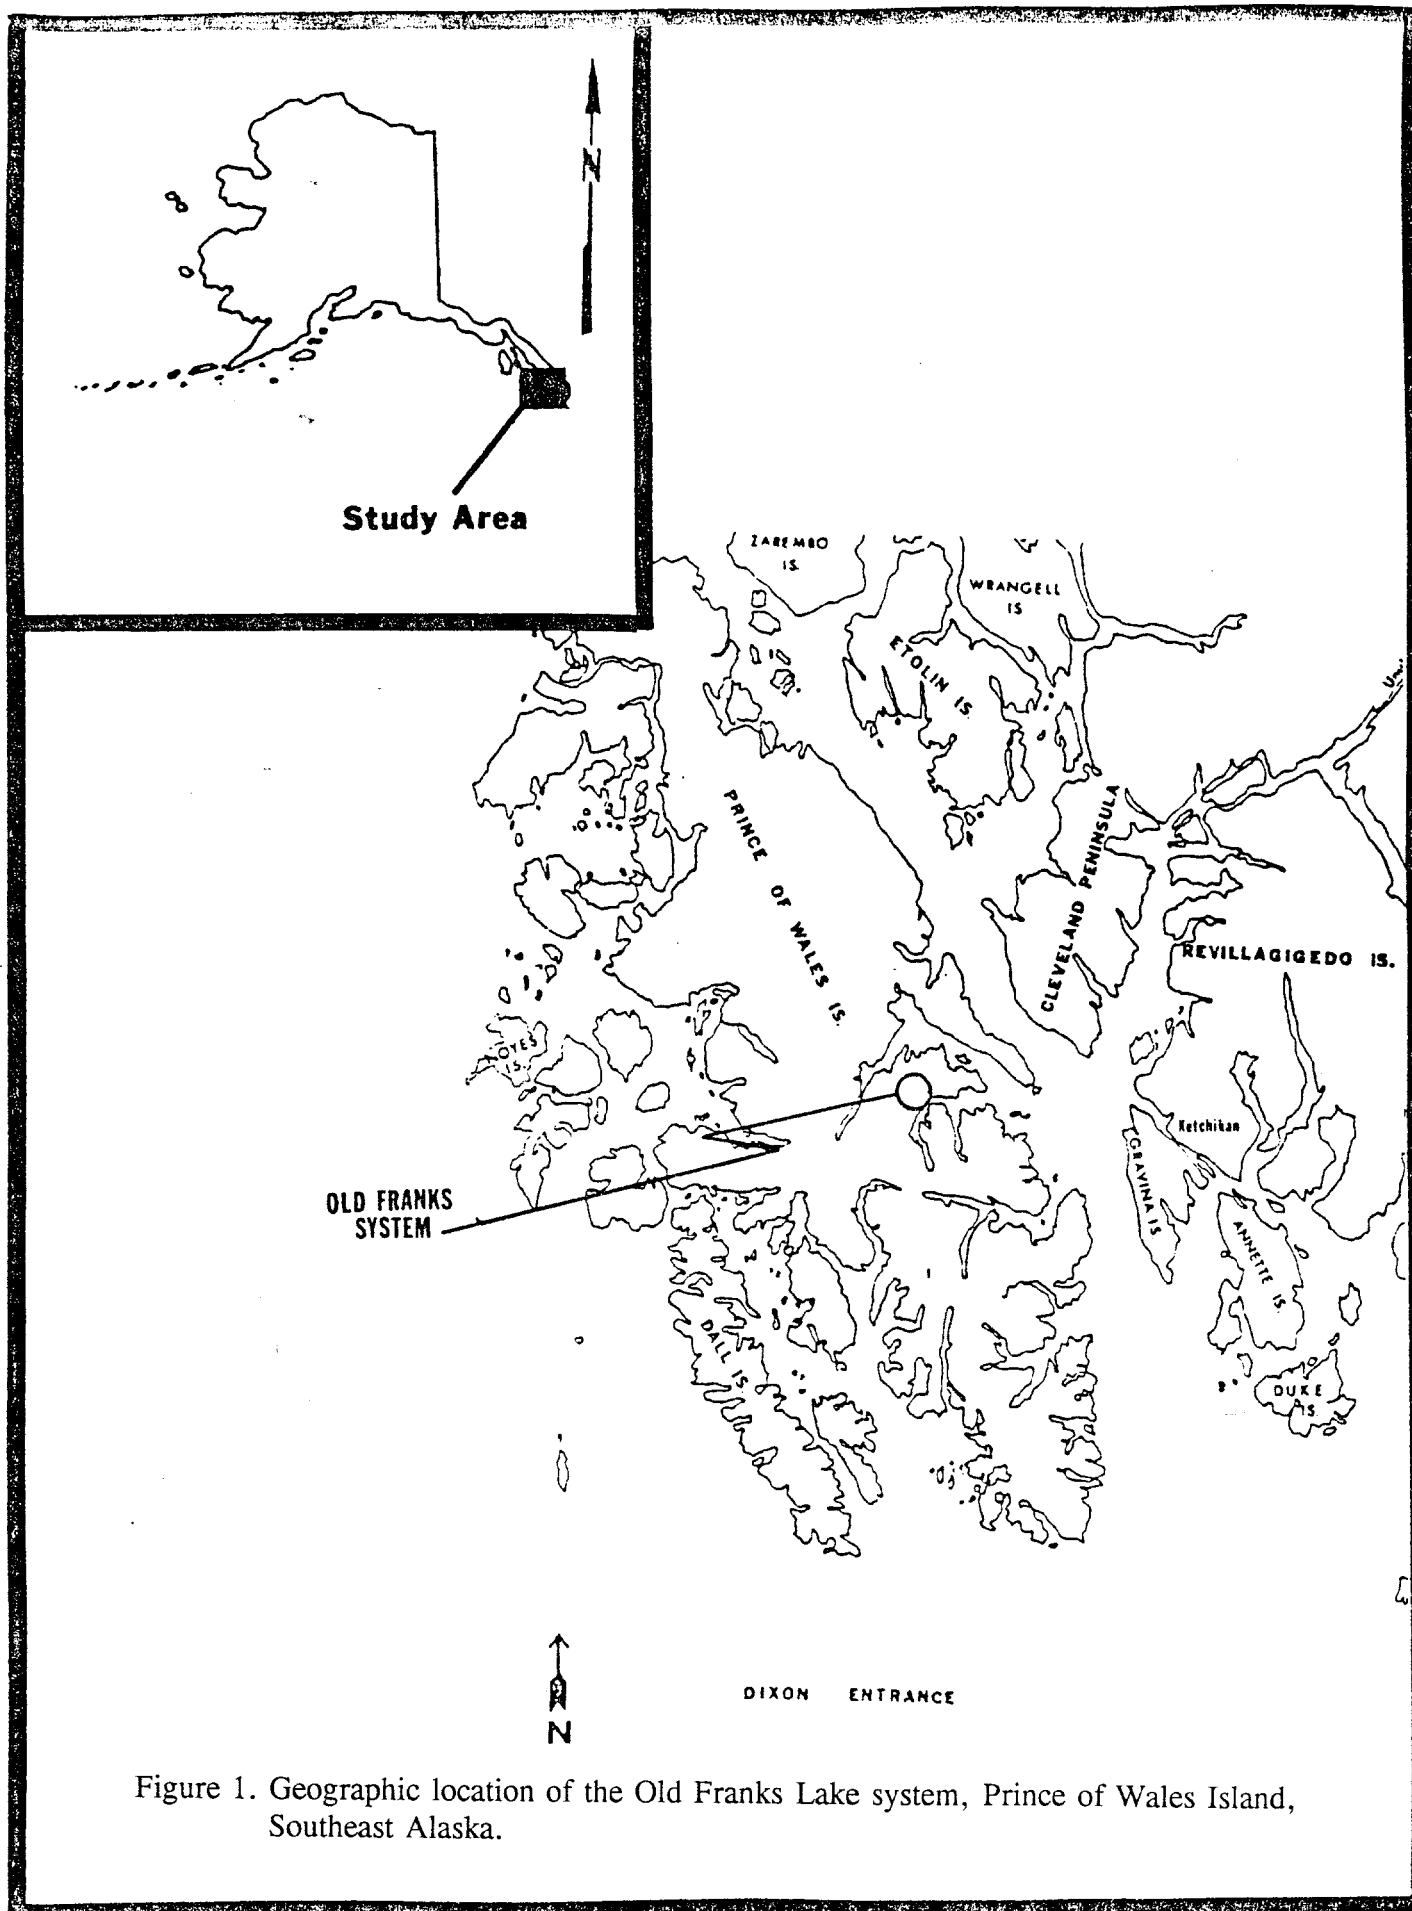 N
Study Area
ZAREMBO
IS.
WRANGELL
IS
ETOLIN IS.
PRINCE OF WALES IS.
CLEVELAND PENINSULA
REVILLAGIGEDO IS.
NOYES
IS.
Ketchikan
GRAVINA IS
OLD FRANKS
SYSTEM
ANNETTE IS.
DALL IS.
DUKE
IS.
N
DIXON ENTRANCE
Figure 1. Geographic location of the Old Franks Lake system, Prince of Wales Island,
Southeast Alaska.